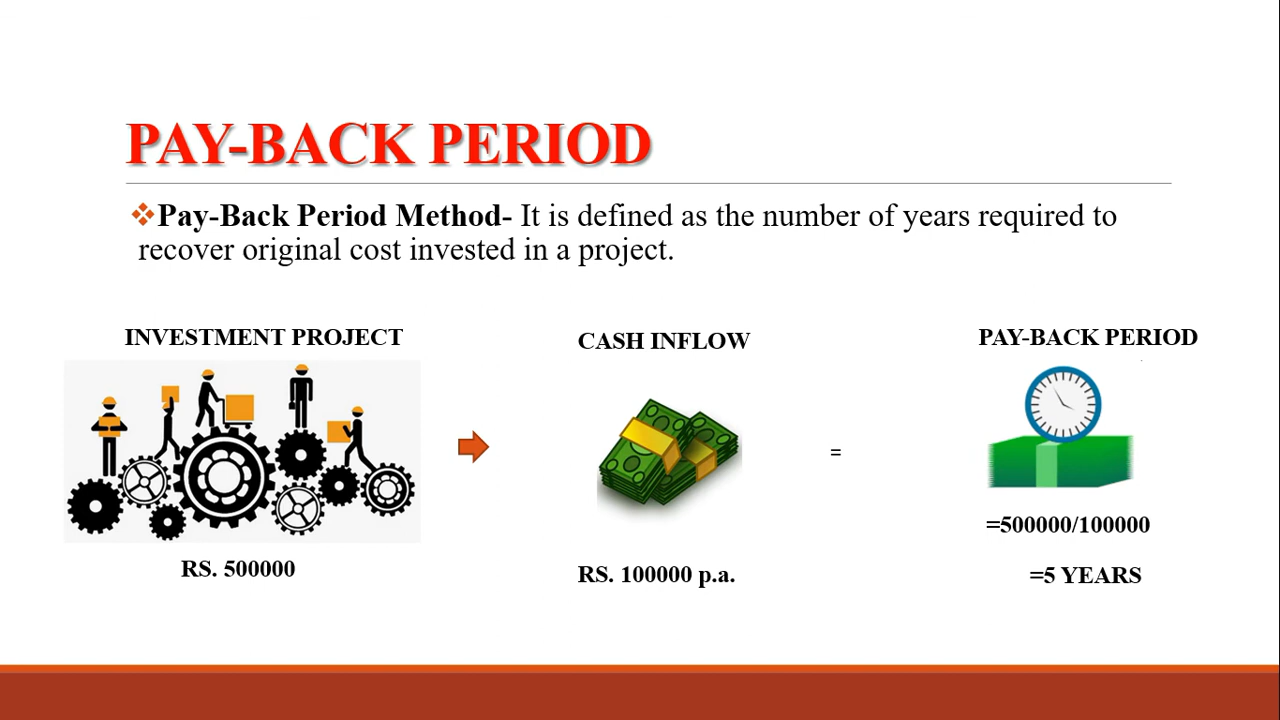 PAY-BACK PERIOD
Pay-Back Period Method- It is defined as the number of years required to
recover original cost invested in a project.
INVESTMENT PROJECT
CASH INFLOW
PAY-BACK PERIOD
=
=500000/100000
RS. 500000
RS. 100000 p.a.
=5 YEARS